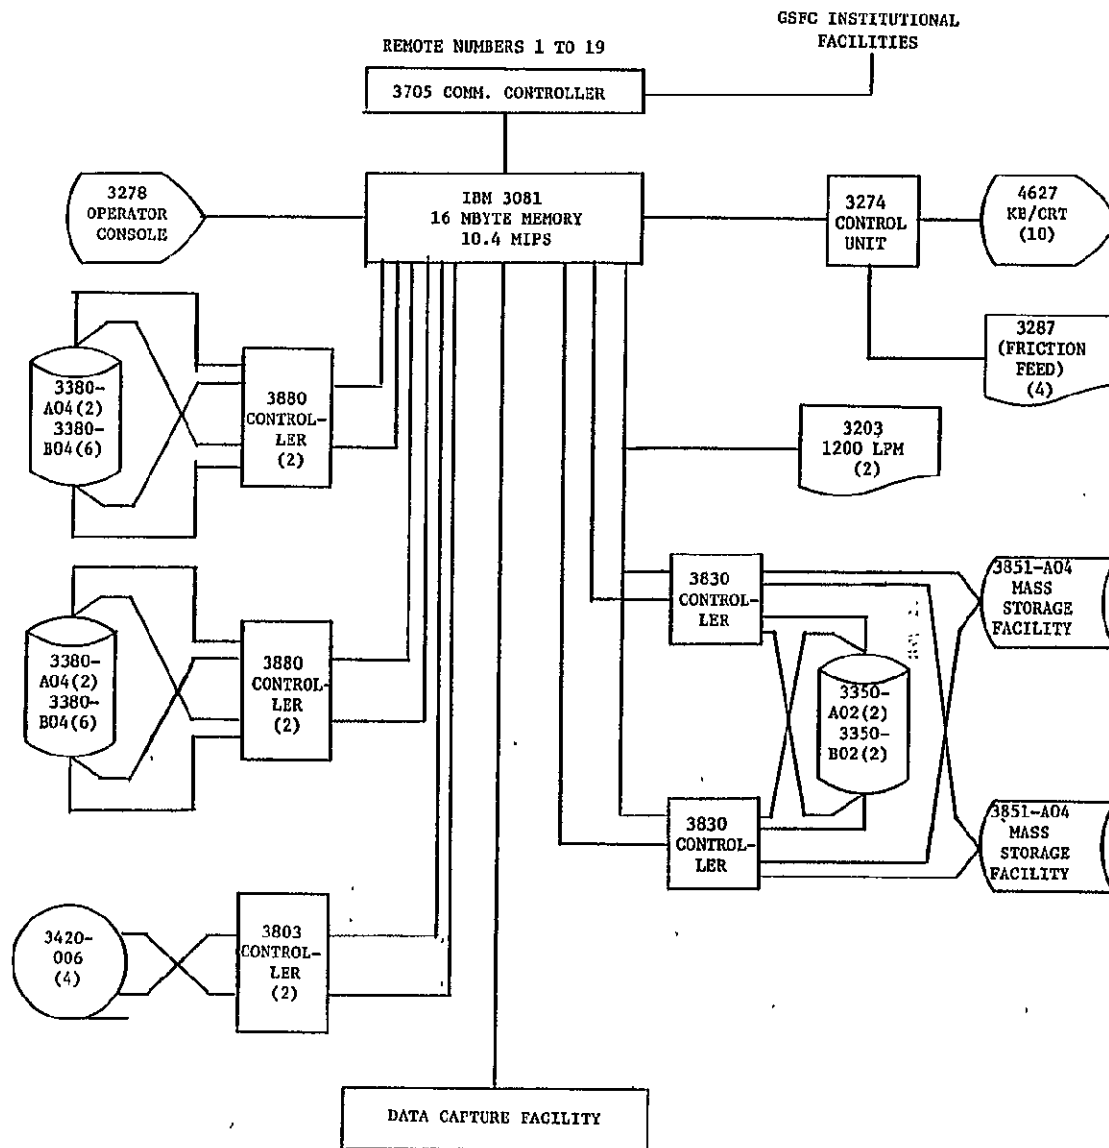 GSFC INSTITUTIONAL
FACILITIES
REMOTE NUMBERS 1 TO 19
3705 COMM. CONTROLLER
3278
OPERATOR
CONSOLE
IBM 3081
16 MBYTE MEMORY
10.4 MIPS
3274
CONTROL
UNIT
4627
KB/CRT
(10)
3287
(FRICTION
FEED)
(4)
3380-
A04(2)
3380-
B04(6)
3880
CONTROL-
LER
(2)
3203
1200 LPM
(2)
3830
CONTROL-
LER
3851-A04
MASS
STORAGE
FACILITY
3380-
A04(2)
3380-
B04(6)
3880
CONTROL-
LER
(2)
3350-
A02(2)
3350-
B02(2)
3830
CONTROL-
LER
3851-A04
MASS
STORAGE
FACILITY
3420-
006
(4)
3803
CONTROL-
LER
(2)
DATA CAPTURE FACILITY